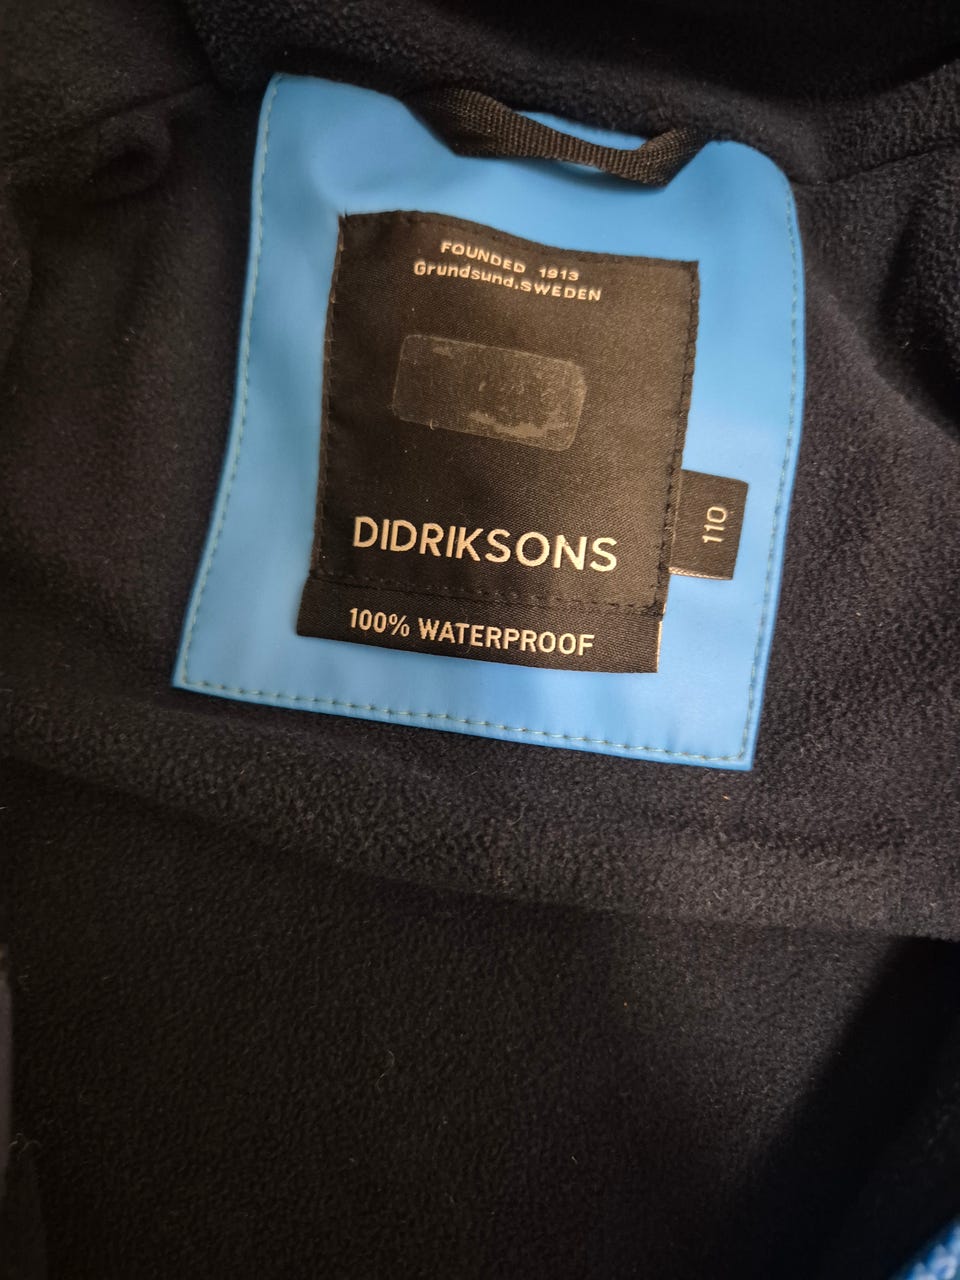 FOUNDED 1913
Grundsund.SWEDEN
DIDRIKSONS
110
100% WATERPROOF